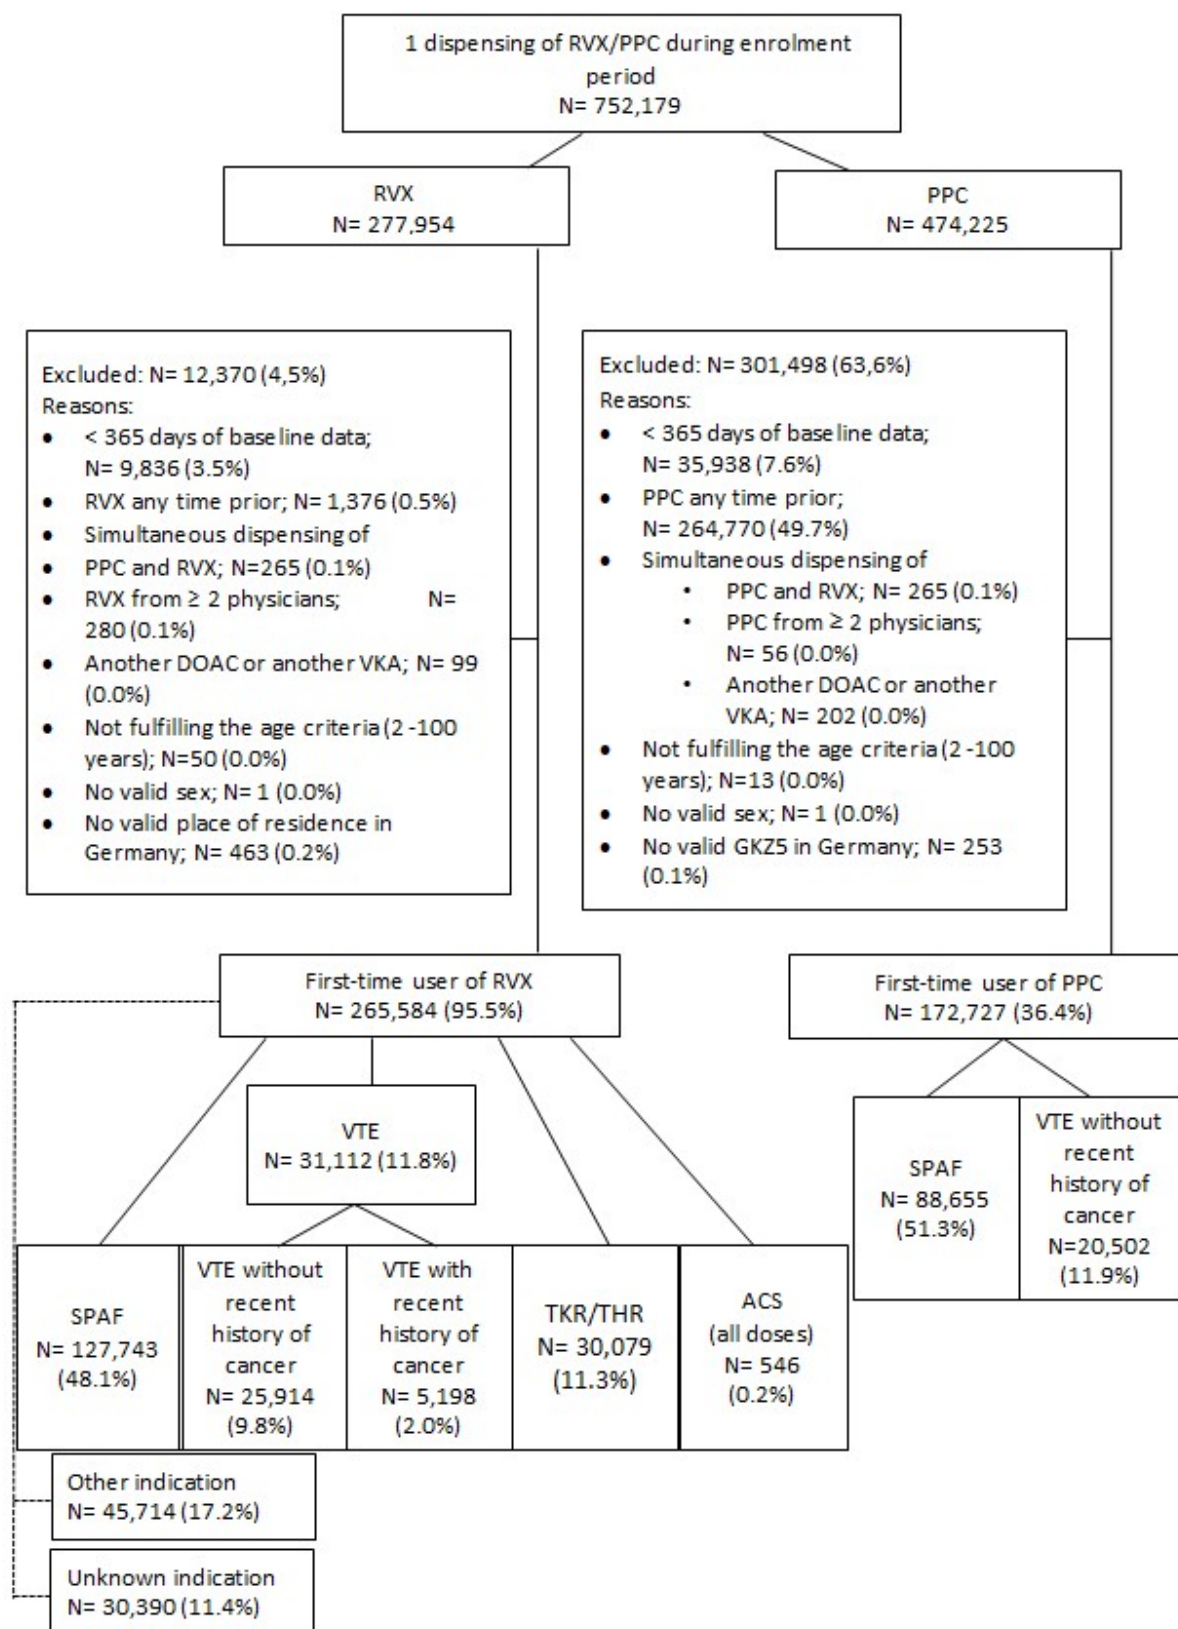 1 dispensing of RVX/PPC during enrolment
period
N= 752,179
RVX
N= 277,954
PPC
N= 474,225
Excluded: N= 12,370 (4,5%)
Reasons:
• < 365 days of baseline data;
N= 9,836 (3.5%)
• RVX any time prior; N= 1,376 (0.5%)
• Simultaneous dispensing of
• PPC and RVX; N=265 (0.1%)
• RVX from ≥ 2 physicians; N=
280 (0.1%)
• Another DOAC or another VKA; N= 99
(0.0%)
• Not fulfilling the age criteria (2 -100
years); N=50 (0.0%)
• No valid sex; N= 1 (0.0%)
• No valid place of residence in
Germany; N= 463 (0.2%)
Excluded: N= 301,498 (63,6%)
Reasons:
• < 365 days of baseline data;
N= 35,938 (7.6%)
• PPC any time prior;
N= 264,770 (49.7%)
• Simultaneous dispensing of
• PPC and RVX; N= 265 (0.1%)
• PPC from ≥ 2 physicians;
N= 56 (0.0%)
• Another DOAC or another
VKA; N= 202 (0.0%)
• Not fulfilling the age criteria (2 -100
years); N=13 (0.0%)
• No valid sex; N= 1 (0.0%)
• No valid GKZ5 in Germany; N= 253
(0.1%)
First-time user of RVX
N= 265,584 (95.5%)
First-time user of PPC
N= 172,727 (36.4%)
VTE
N= 31,112 (11.8%)
SPAF
N= 127,743
(48.1%)
VTE without
recent
history of
cancer
N= 25,914
(9.8%)
VTE with
recent
history of
cancer
N= 5,198
(2.0%)
TKR/THR
N= 30,079
(11.3%)
ACS
(all doses)
N= 546
(0.2%)
SPAF
N= 88,655
(51.3%)
VTE without
recent
history of
cancer
N=20,502
(11.9%)
Other indication
N= 45,714 (17.2%)
Unknown indication
N= 30,390 (11.4%)